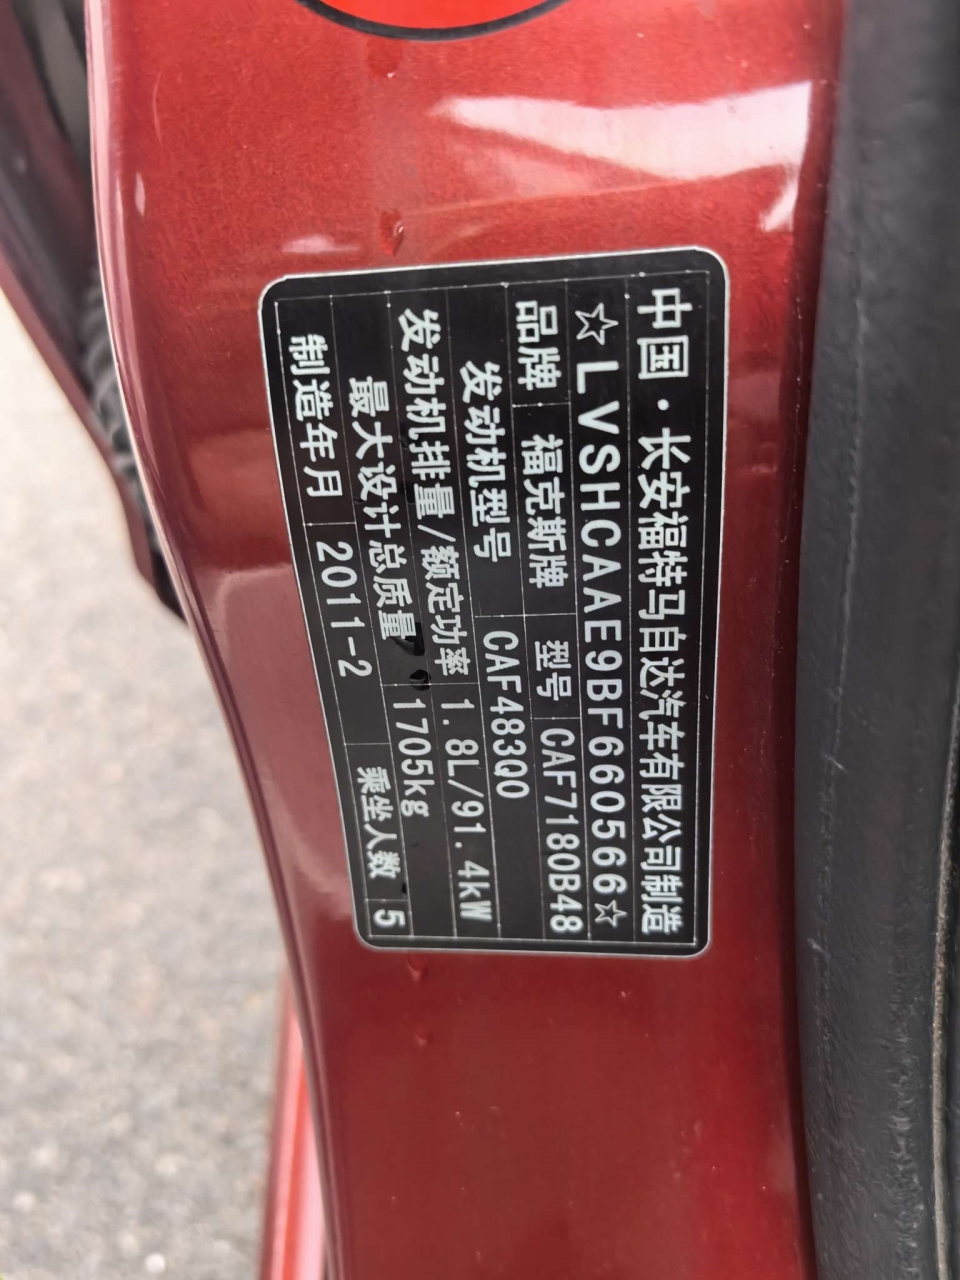 中国·长安福特马自达汽车有限公司制造
☆LVSHCAAE9BF660566☆
品牌 福克斯牌 型号 CAF7180B48
发动机型号 CAF483Q0
发动机排量/额定功率 1.8L/91.4kW
最大设计总质量 1705kg
制造年月 2011-2 乘坐人数 5